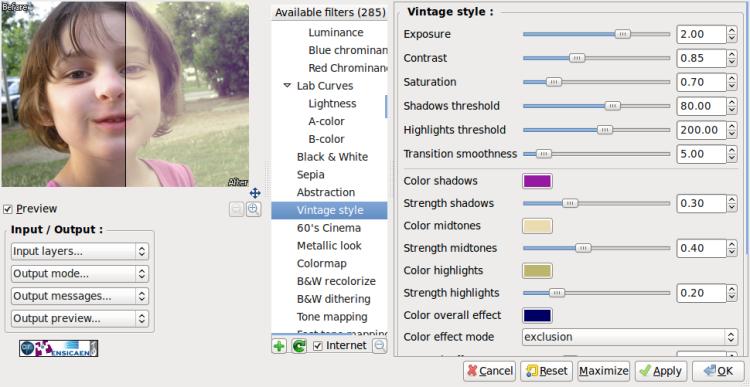 Before
After
Preview
Input / Output :
Input layers...
Output mode...
Output messages...
Output preview...
ENSICAEN
Available filters (285)
Luminance
Blue chrominan
Red Chrominan
Lab Curves
Lightness
A-color
B-color
Black & White
Sepia
Abstraction
Vintage style
60's Cinema
Metallic look
Colormap
B&W recolorize
B&W dithering
Tone mapping
Internet
Vintage style :
Exposure 2.00
Contrast 0.85
Saturation 0.70
Shadows threshold 80.00
Highlights threshold 200.00
Transition smoothness 5.00
Color shadows
Strength shadows 0.30
Color midtones
Strength midtones 0.40
Color highlights
Strength highlights 0.20
Color overall effect
Color effect mode exclusion
Cancel Reset Maximize Apply OK